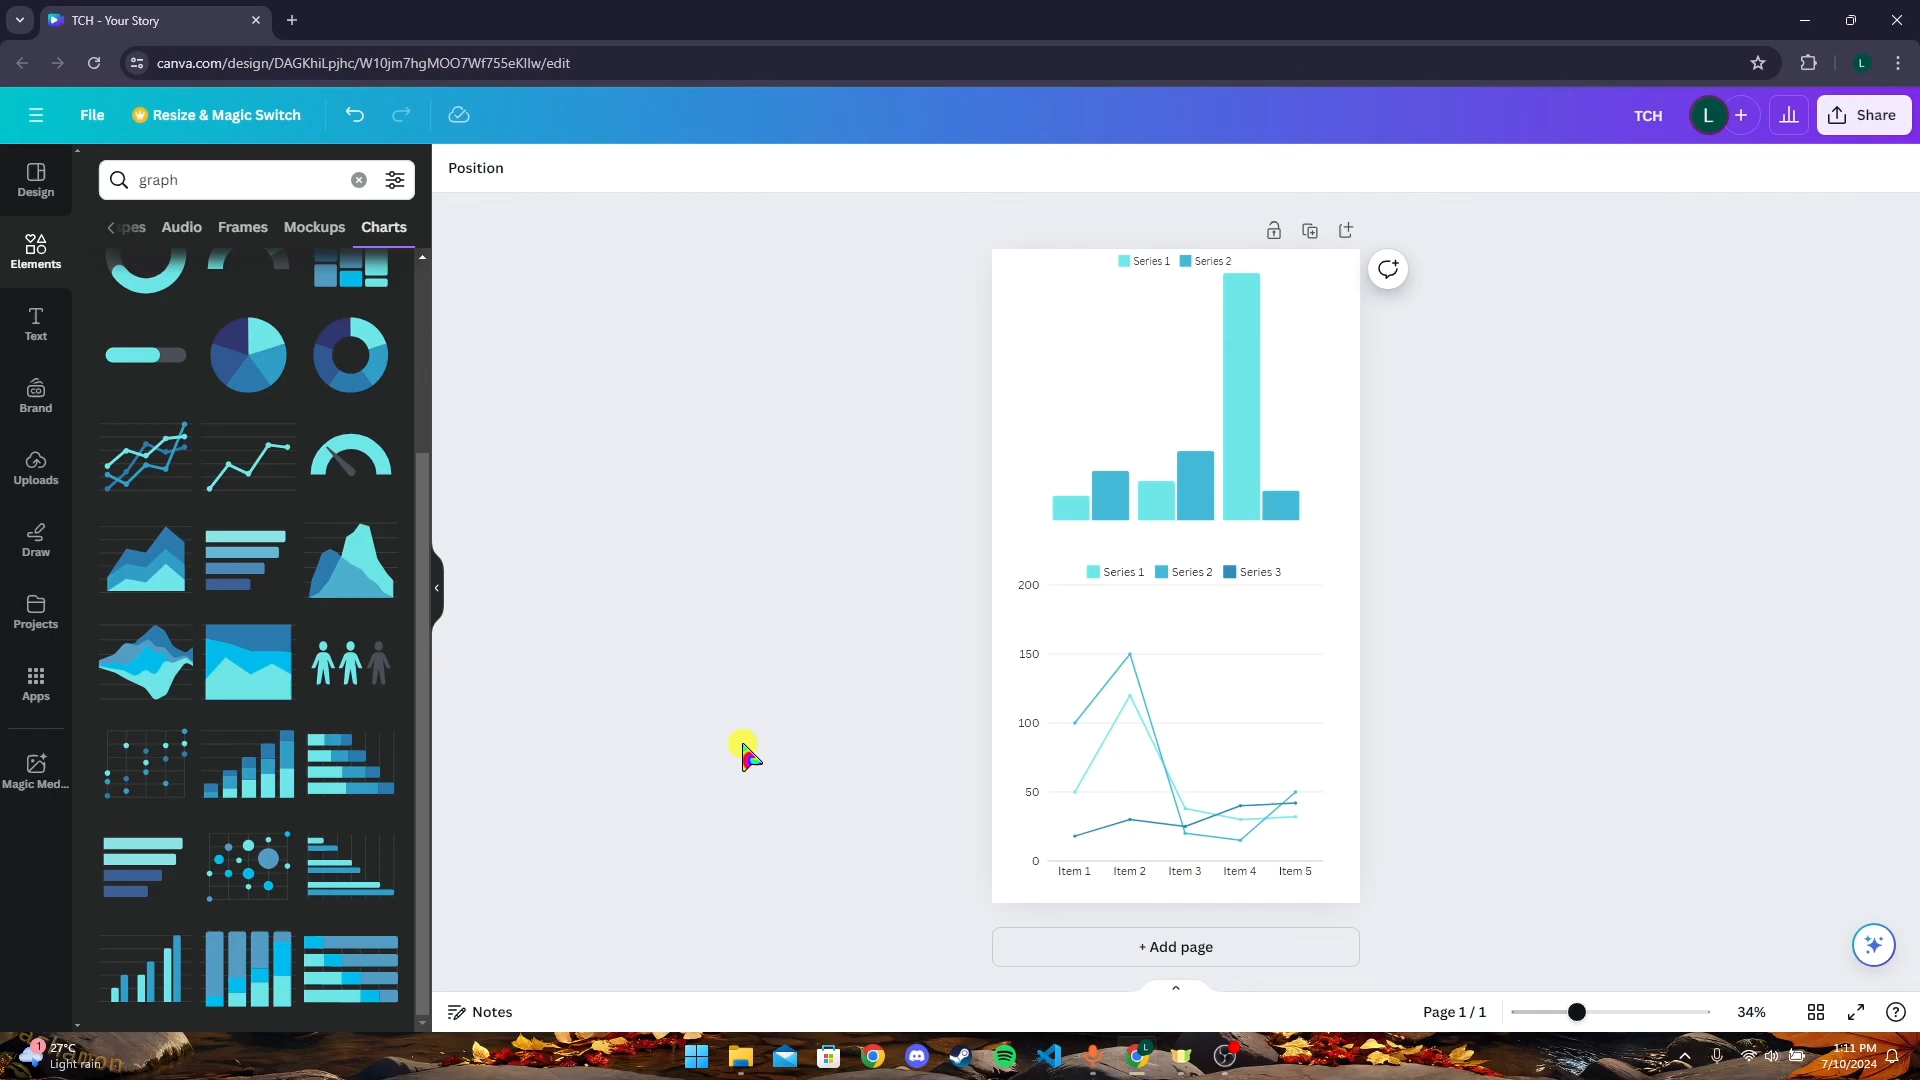 TCH - Your Story
canva.com/design/DAGKhiLpjhc/W10jm7hgMOO7Wf755eKIIw/edit
L
File
Resize & Magic Switch
TCH
L
Share
Design
Elements
Text
Brand
Uploads
Draw
Projects
Apps
Magic Med...
graph
Audio
Frames
Mockups
Charts
Position
Series 1
Series 2
Series 1
Series 2
Series 3
200
150
100
50
0
Item 1
Item 2
Item 3
Item 4
Item 5
+ Add page
Notes
Page 1 / 1
34%
1
27°C
Light rain
L
1:11 PM
7/10/2024